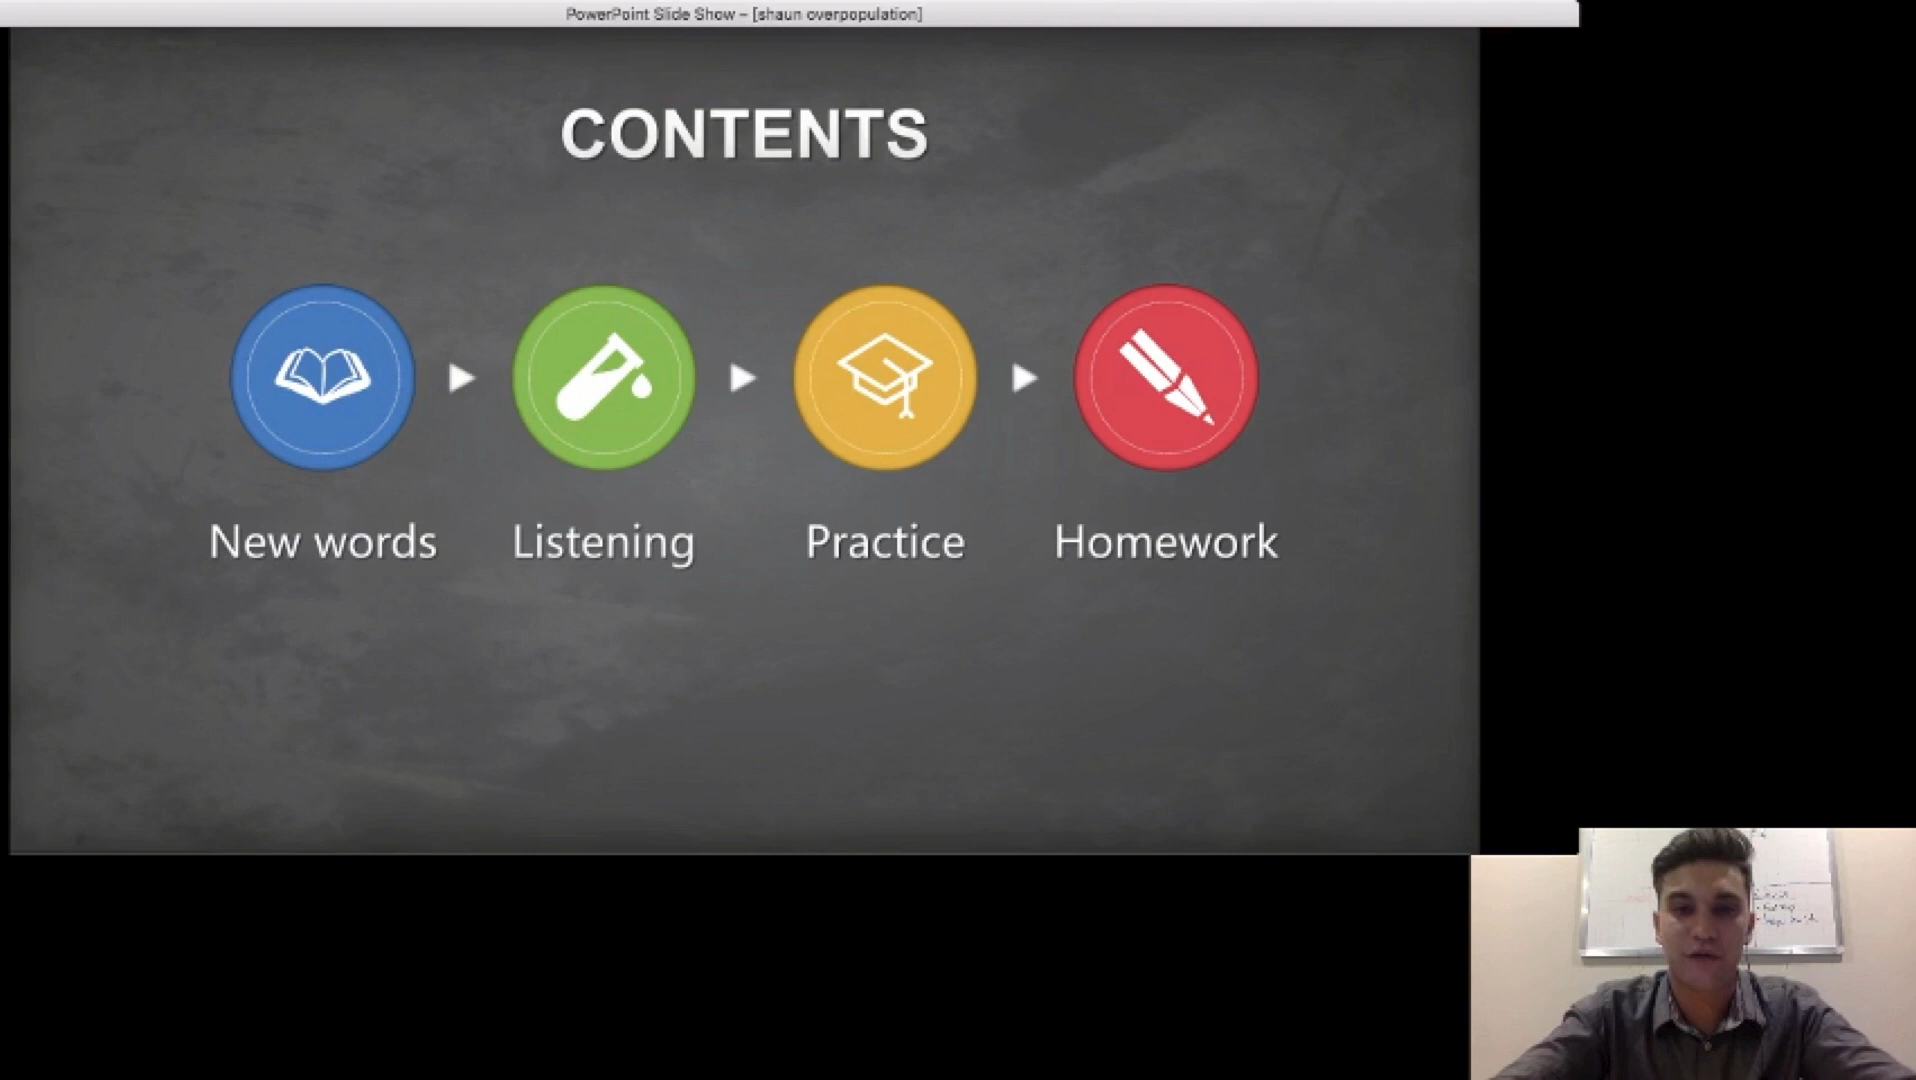 PowerPoint Slide Show – [shaun overpopulation]
CONTENTS
New words
Listening
Practice
Homework